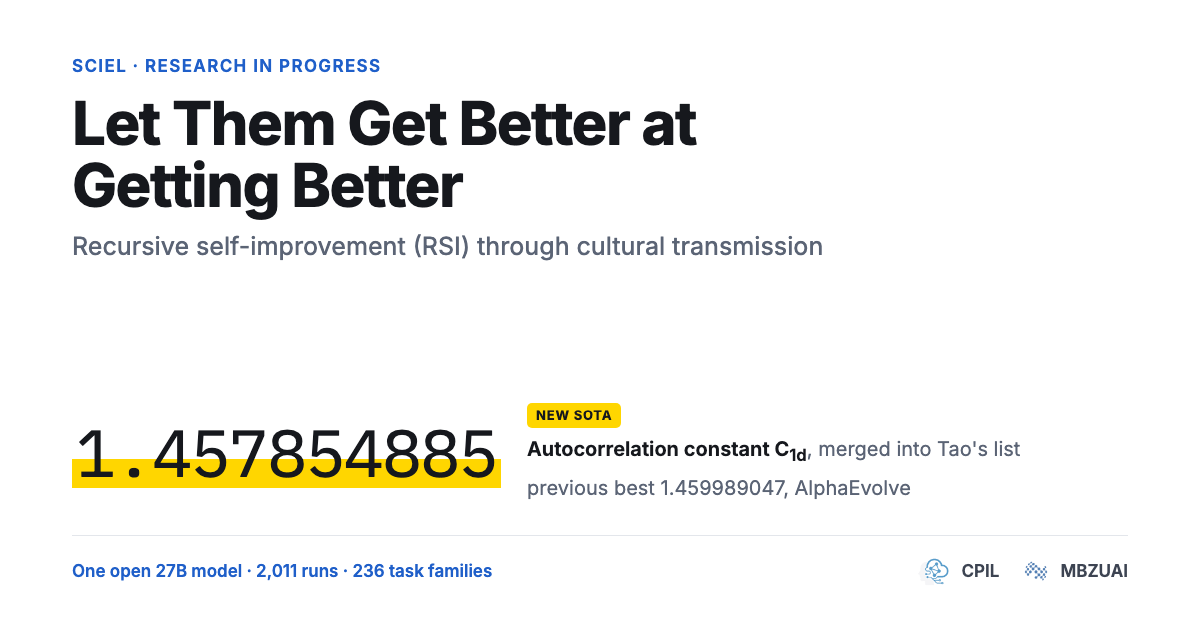 SCIEL · RESEARCH IN PROGRESS
Let Them Get Better at
Getting Better
Recursive self-improvement (RSI) through cultural transmission
NEW SOTA
1.457854885
Autocorrelation constant C1d, merged into Tao's list
previous best 1.459989047, AlphaEvolve
One open 27B model · 2,011 runs · 236 task families
CPIL
MBZUAI